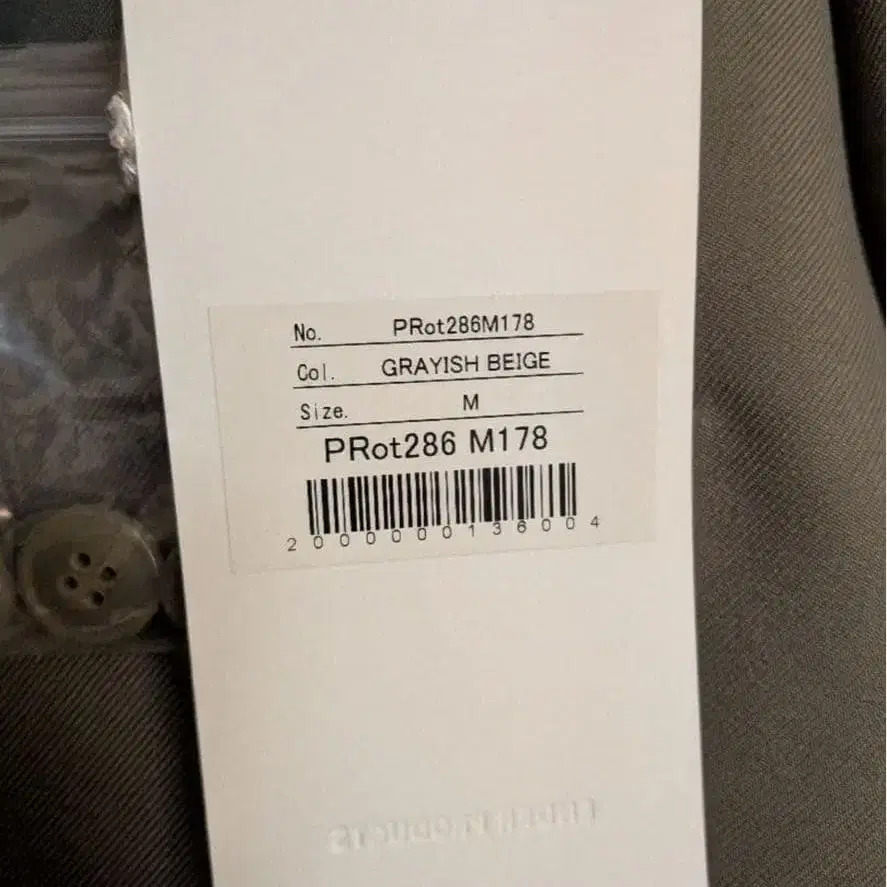 No. PRot286M178
Col. GRAYISH BEIGE
Size. M
PRot286 M178
2000000136004